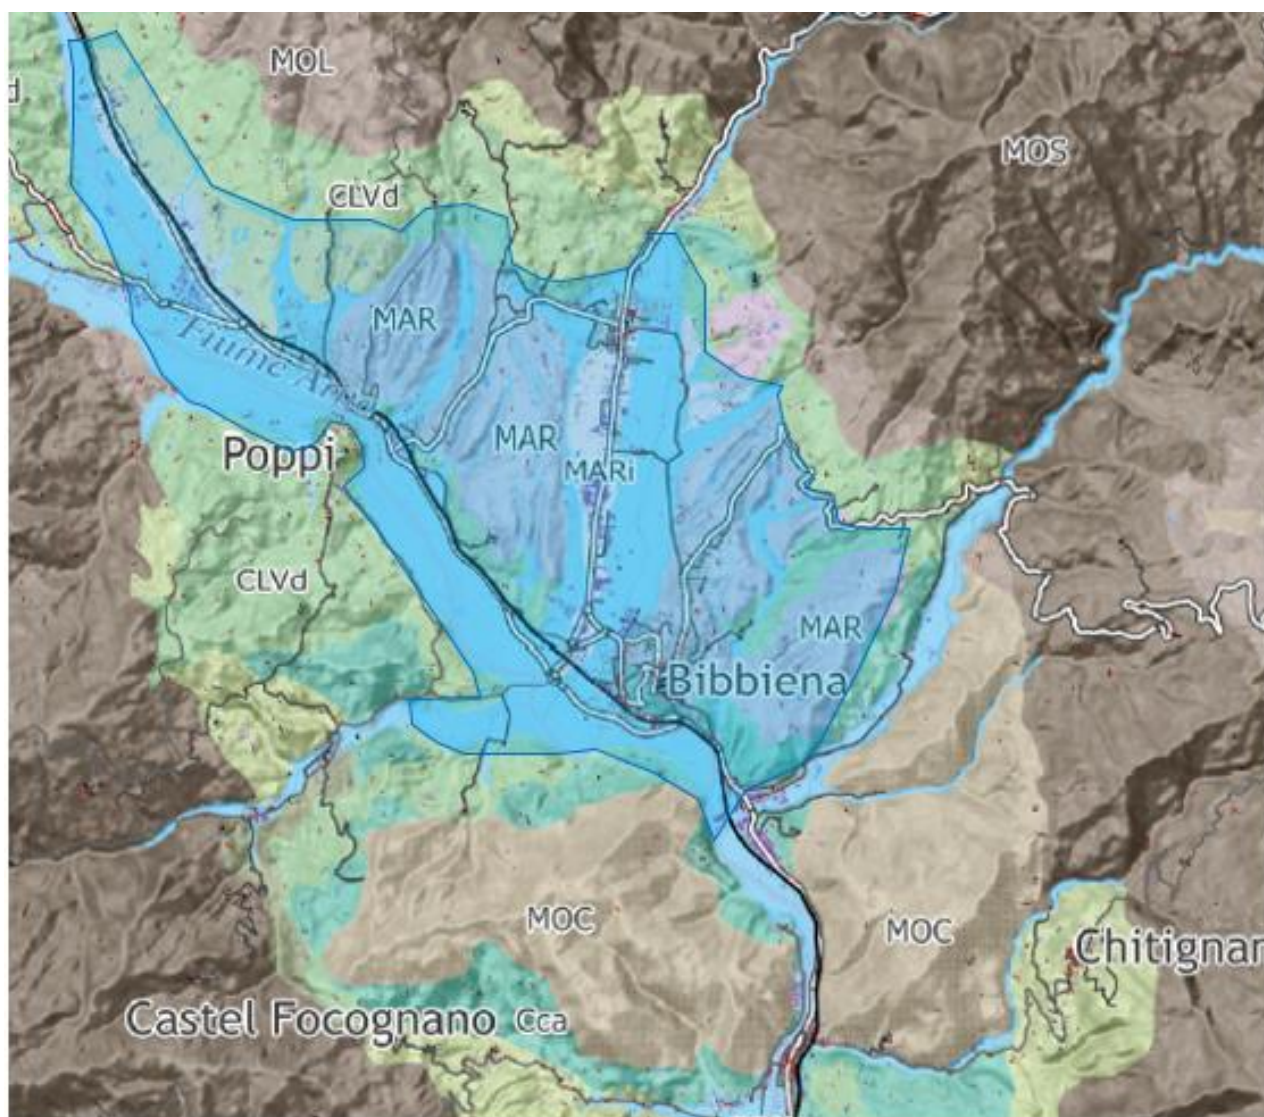 MOL
d
MOS
CLVd
MAR
Fiume Arno
MAR
Poppi
MARi
CLVd
MAR
Bibbiena
MOC
MOC
Chitignan
Castel Focognano
Cca